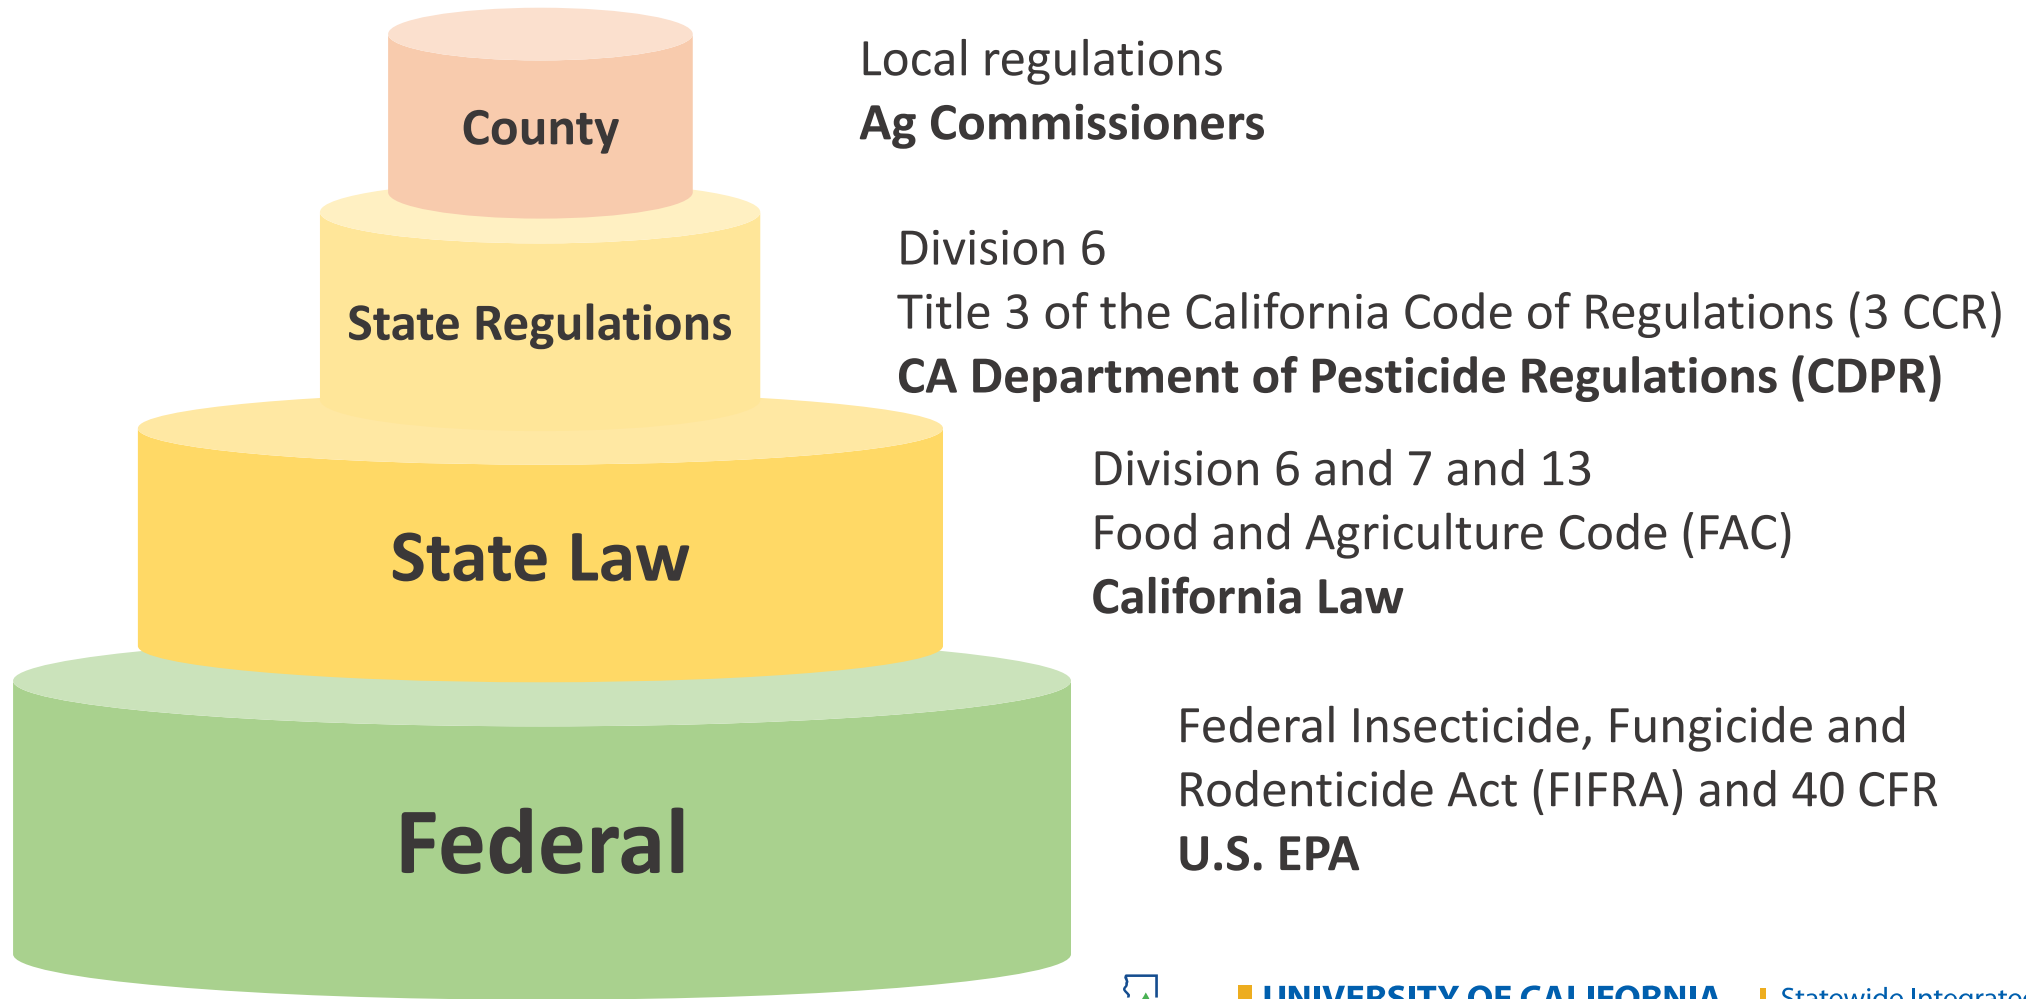 County
Local regulations
Ag Commissioners
State Regulations
Division 6
Title 3 of the California Code of Regulations (3 CCR)
CA Department of Pesticide Regulations (CDPR)
State Law
Division 6 and 7 and 13
Food and Agriculture Code (FAC)
California Law
Federal
Federal Insecticide, Fungicide and
Rodenticide Act (FIFRA) and 40 CFR
U.S. EPA
UNIVERSITY OF CALIFORNIA
Statewide Integrated